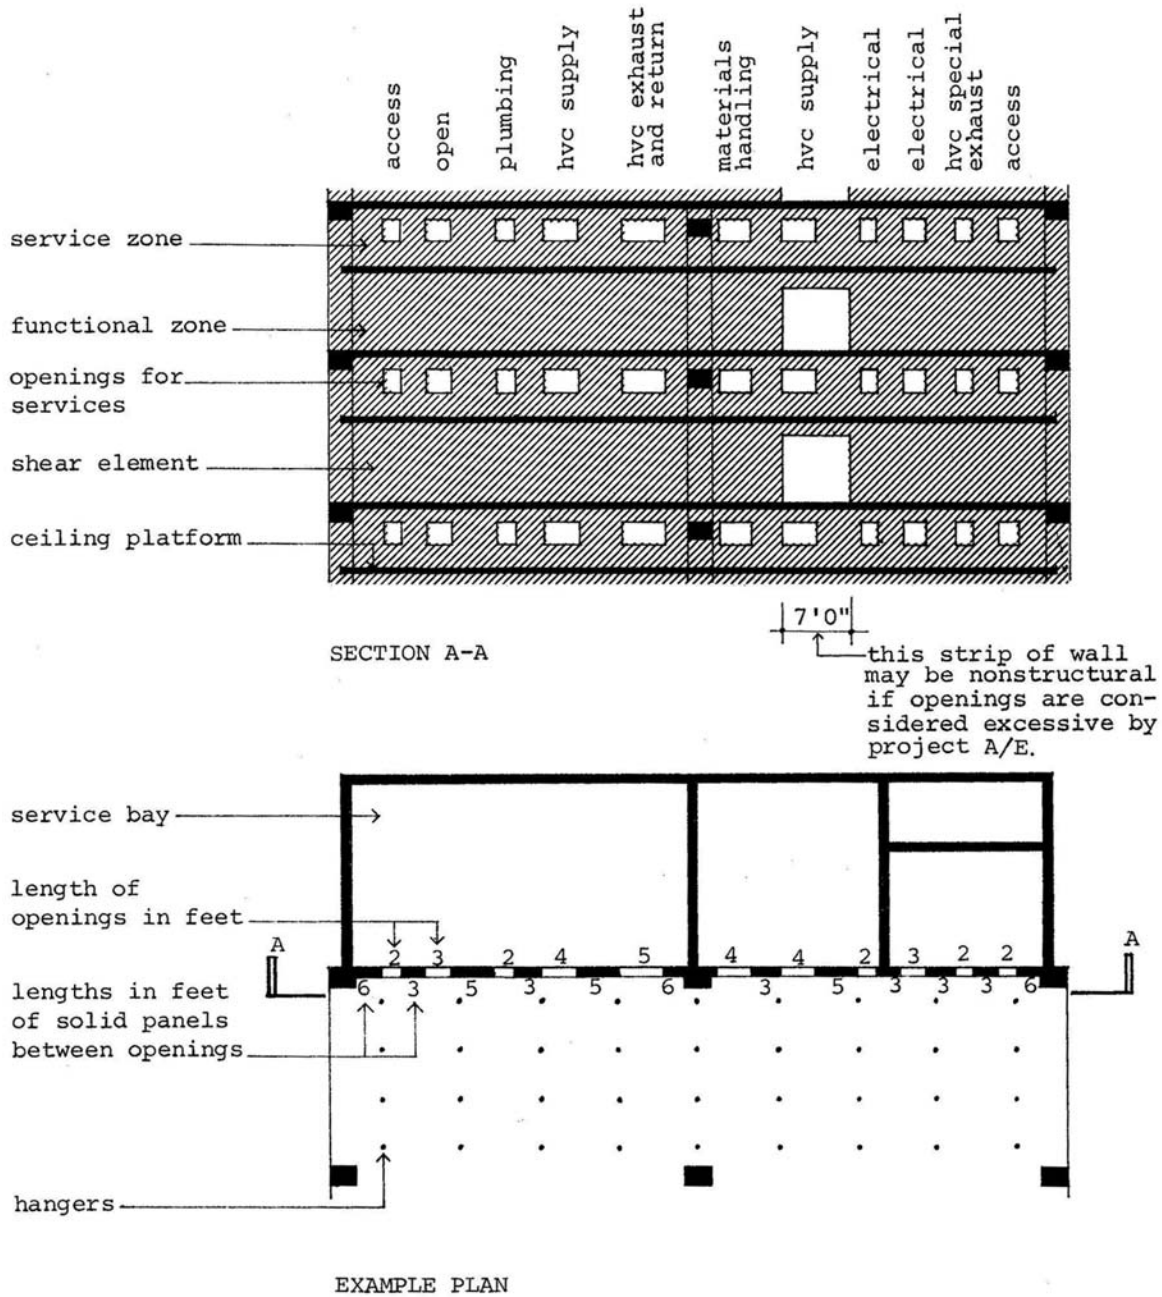 access
open
plumbing
hvc supply
hvc exhaust
and return
materials
handling
hvc supply
electrical
electrical
hvc special
exhaust
access
service zone
functional zone
openings for
services
shear element
ceiling platform
7'0"
SECTION A-A
this strip of wall
may be nonstructural
if openings are con-
sidered excessive by
project A/E.
service bay
length of
openings in feet
A
2 3 2 4 5 4 4 2 3 2 2
A
6 3 5 3 5 6 3 5 3 3 3 6
lengths in feet
of solid panels
between openings
hangers
EXAMPLE PLAN